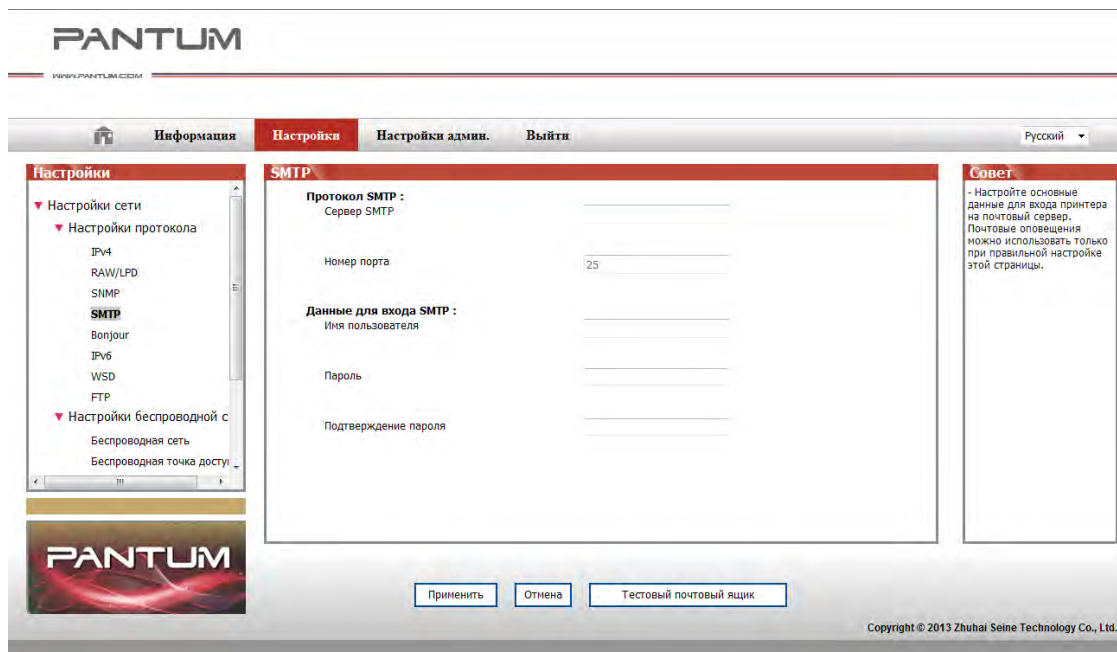 PANTUM
WWW.PANTUM.COM
Информация
Настройки
Настройки админ.
Выйти
Русский
Настройки
Настройки сети
Настройки протокола
IPv4
RAW/LPD
SNMP
SMTP
Bonjour
IPv6
WSD
FTP
Настройки беспроводной с
Беспроводная сеть
Беспроводная точка досту
SMTP
Протокол SMTP :
Сервер SMTP
Номер порта
25
Данные для входа SMTP :
Имя пользователя
Пароль
Подтверждение пароля
Совет
- Настройте основные
данные для входа принтера
на почтовый сервер.
Почтовые оповещения
можно использовать только
при правильной настройке
этой страницы.
PANTUM
Применить
Отмена
Тестовый почтовый ящик
Copyright © 2013 Zhuhai Seine Technology Co., Ltd.